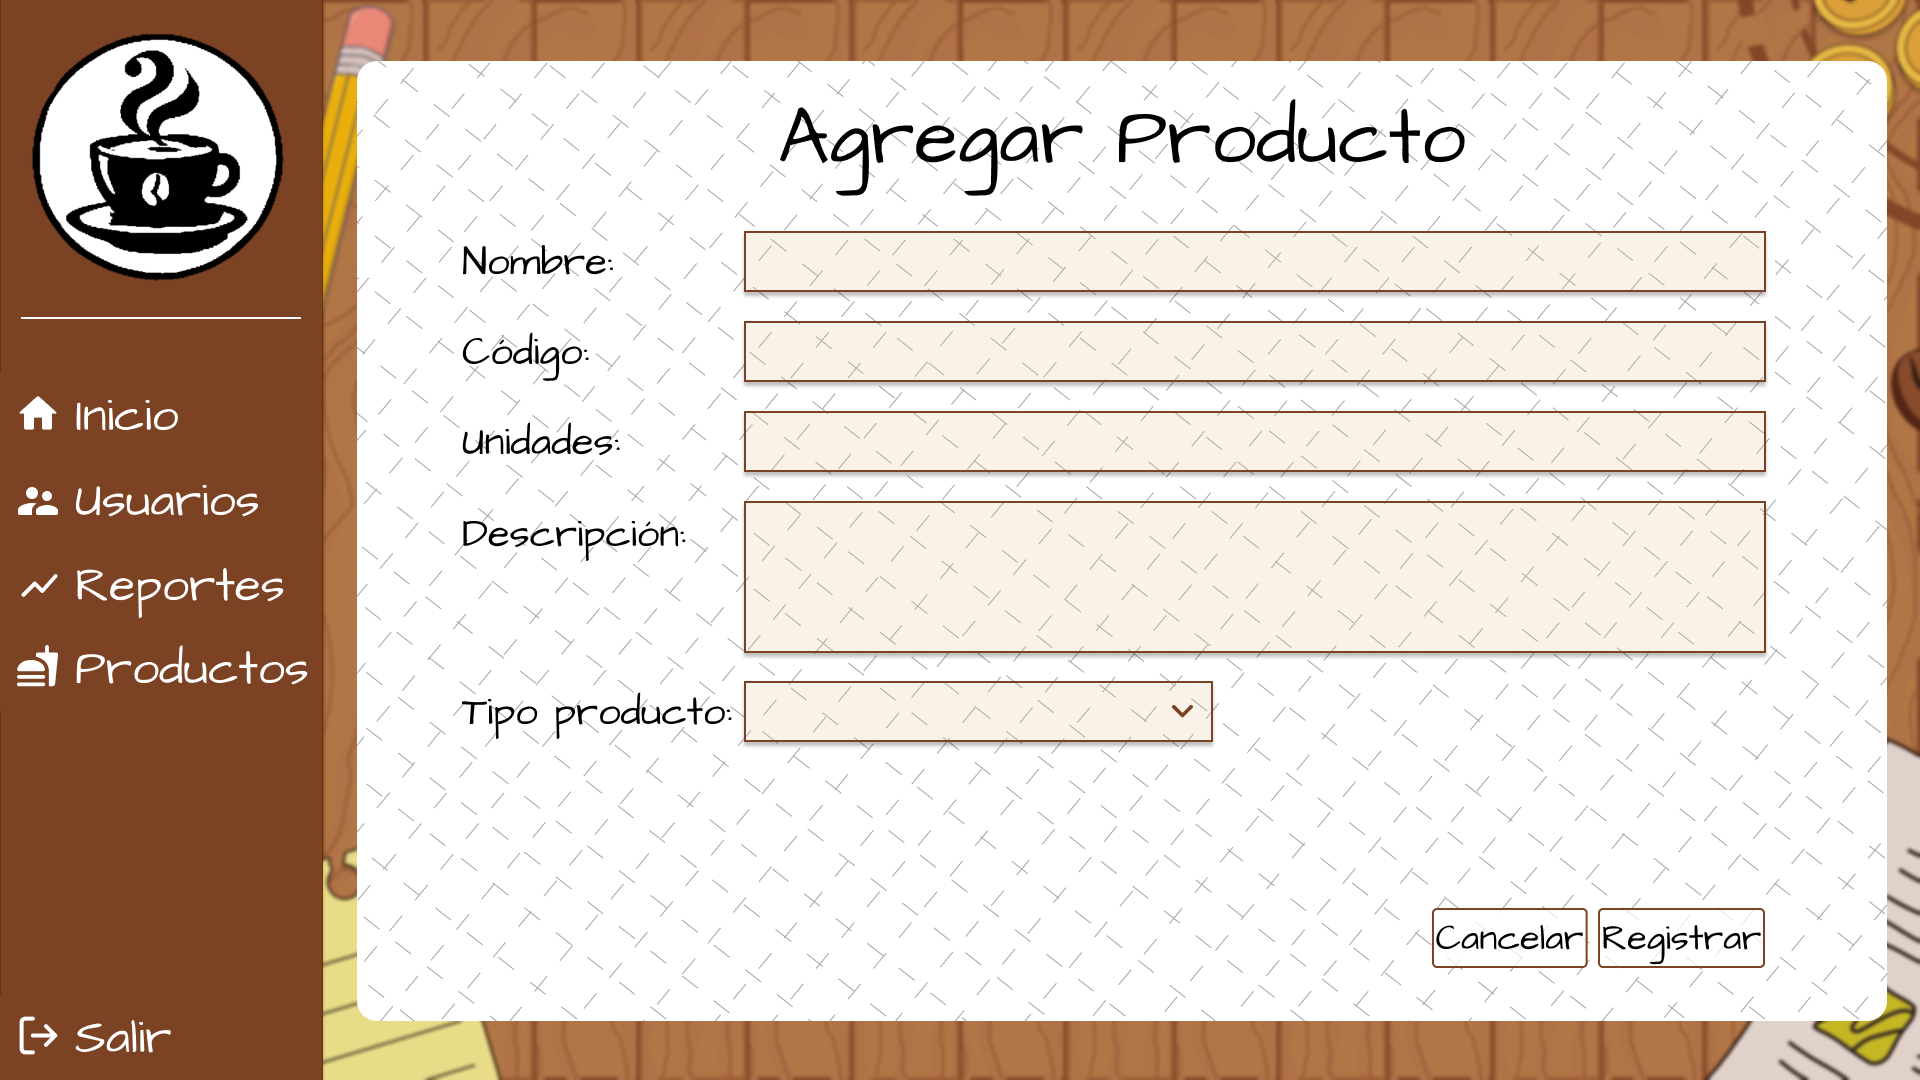 Inicio
Usuarios
Reportes
Productos
Salir
Agregar Producto
Nombre:
Código:
Unidades:
Descripción:
Tipo producto:
Cancelar
Registrar